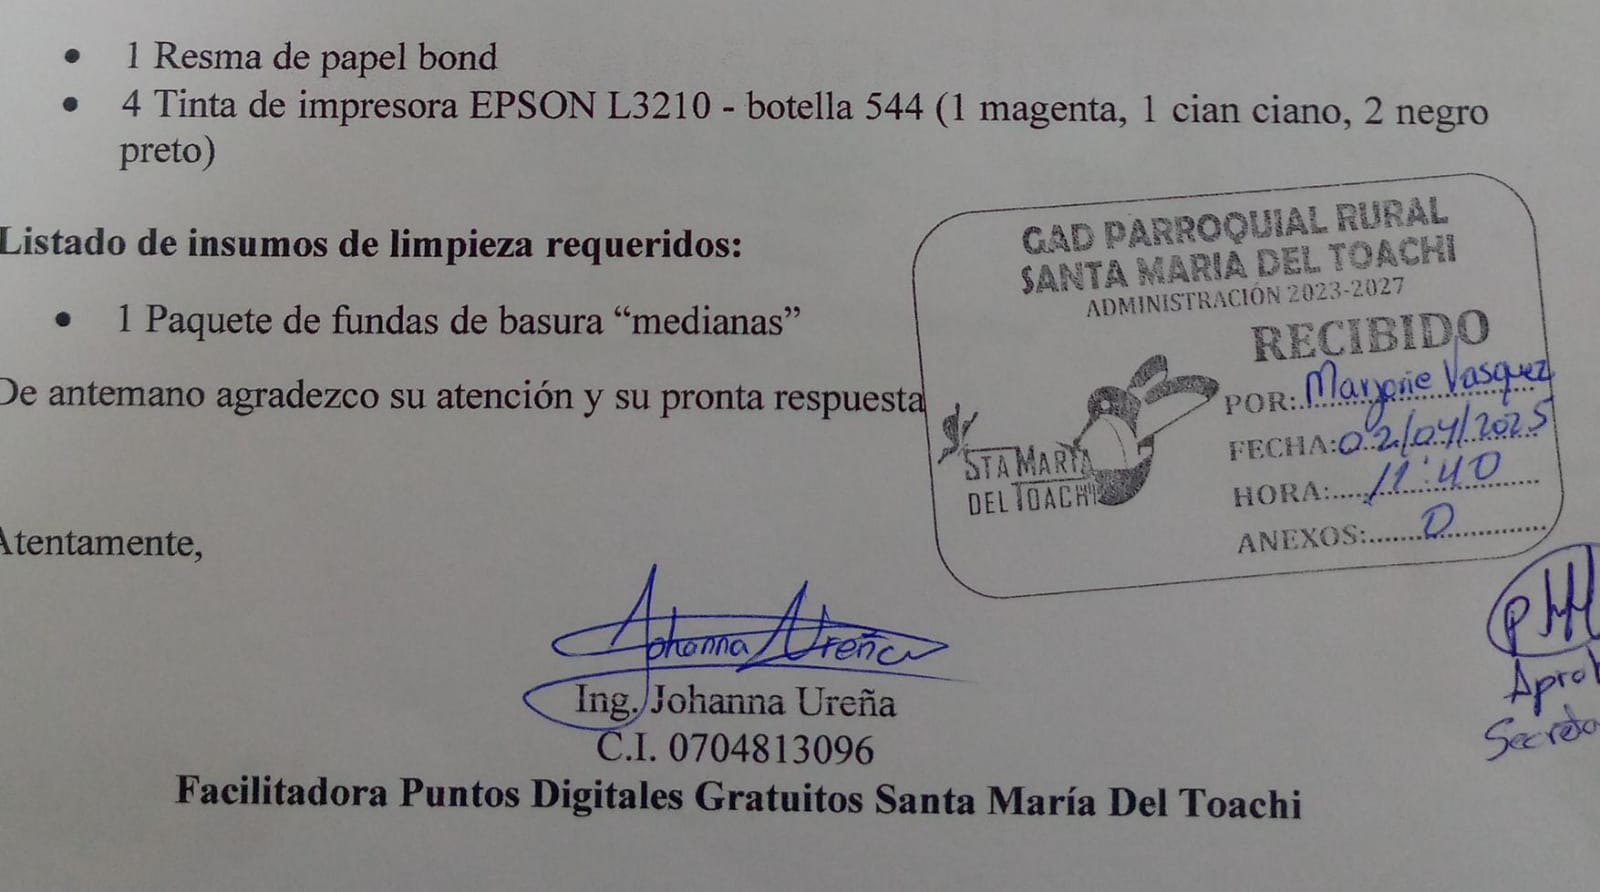 • 1 Resma de papel bond
• 4 Tinta de impresora EPSON L3210 - botella 544 (1 magenta, 1 cian ciano, 2 negro
preto)
Listado de insumos de limpieza requeridos:
• 1 Paquete de fundas de basura “medianas”
De antemano agradezco su atención y su pronta respuesta
GAD PARROQUIAL RURAL
SANTA MARIA DEL TOACHI
ADMINISTRACIÓN 2023-2027
RECIBIDO
POR: Marjorie Vasquez
FECHA: 02/04/2025
HORA: 11:40
ANEXOS: 0
STA MARÍA
DEL TOACHI
Atentamente,
Johanna Ureña
Ing. Johanna Ureña
C.I. 0704813096
Facilitadora Puntos Digitales Gratuitos Santa María Del Toachi